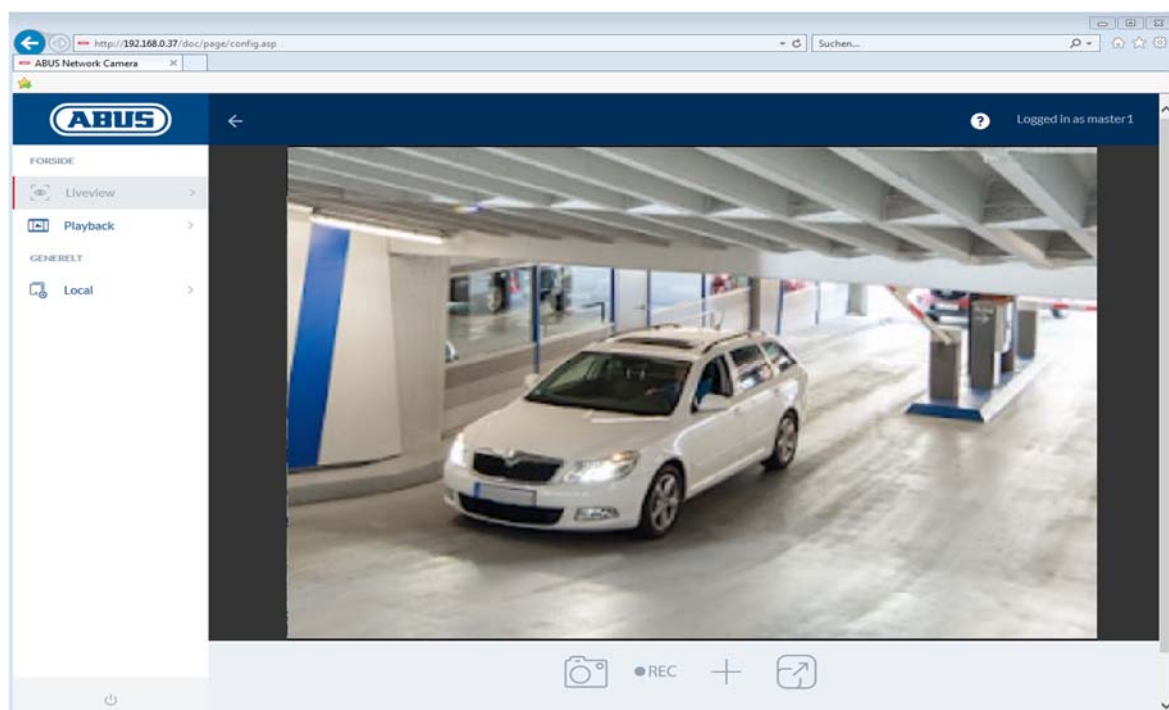 http://192.168.0.37/doc/page/config.asp
Suchen...
ABUS Network Camera
ABUS
Logged in as master1
FORSIDE
Liveview
Playback
GENERELT
Local
REC